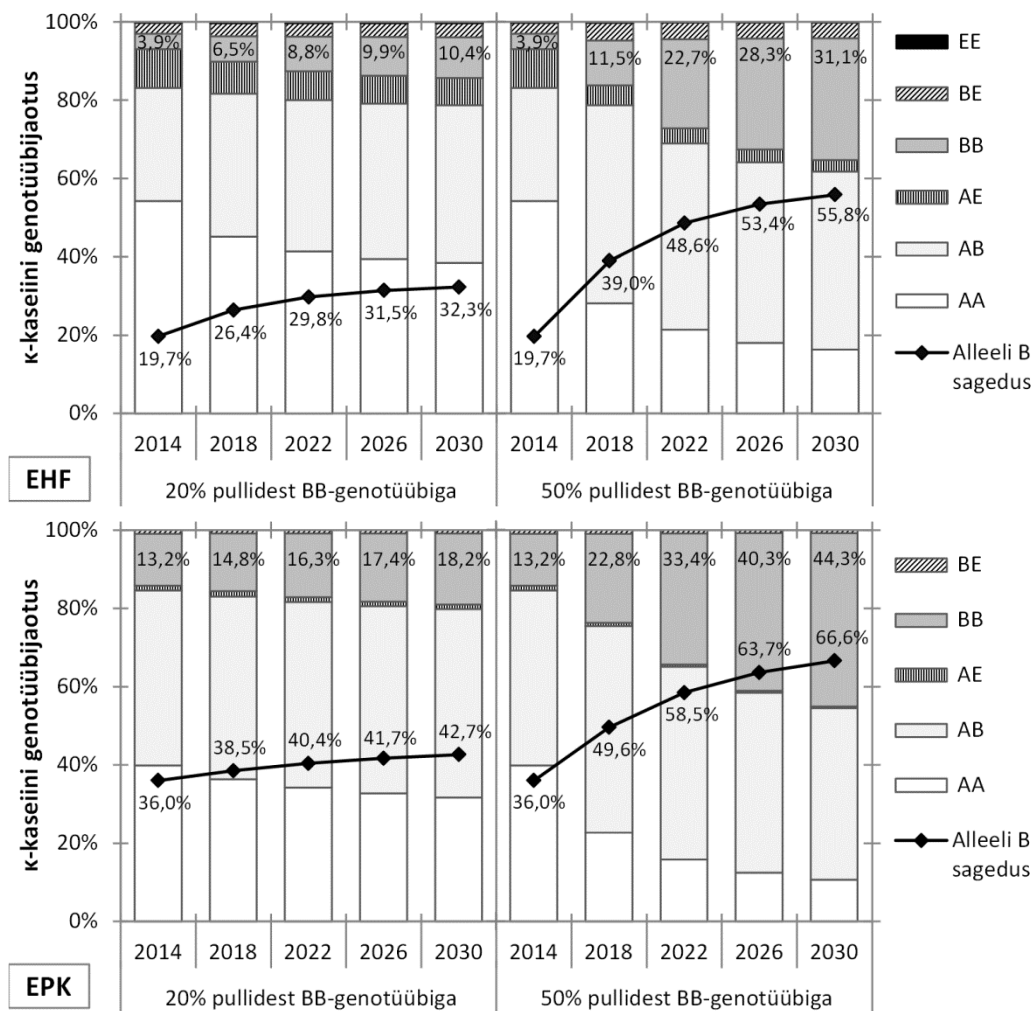 κ-kaseiini genotüübijaotus
100%
80%
60%
40%
20%
0%
3,9% 6,5% 8,8% 9,9% 10,4% 3,9% 11,5% 22,7% 28,3% 31,1%
19,7% 26,4% 29,8% 31,5% 32,3% 19,7% 39,0% 48,6% 53,4% 55,8%
2014 2018 2022 2026 2030 2014 2018 2022 2026 2030
EHF
20% pullidest BB-genotüübiga 50% pullidest BB-genotüübiga
EE
BE
BB
AE
AB
AA
Alleeli B
sagedus
κ-kaseiini genotüübijaotus
100%
80%
60%
40%
20%
0%
13,2% 14,8% 16,3% 17,4% 18,2% 13,2% 22,8% 33,4% 40,3% 44,3%
36,0% 38,5% 40,4% 41,7% 42,7% 36,0% 49,6% 58,5% 63,7% 66,6%
2014 2018 2022 2026 2030 2014 2018 2022 2026 2030
EPK
20% pullidest BB-genotüübiga 50% pullidest BB-genotüübiga
BE
BB
AE
AB
AA
Alleeli B
sagedus